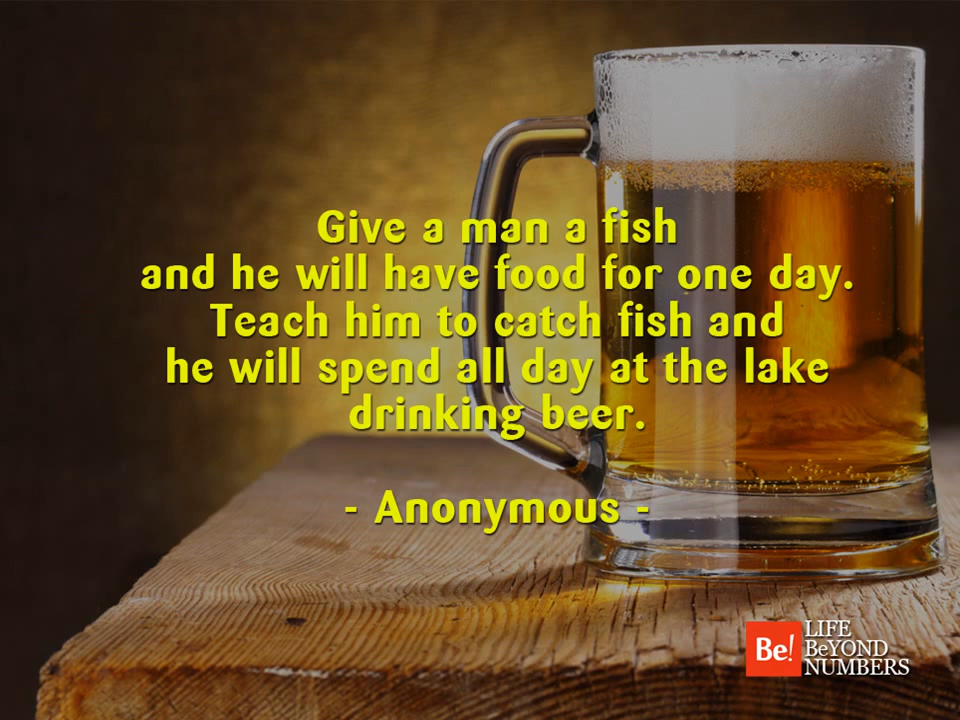 Give a man a fish
and he will have food for one day.
Teach him to catch fish and
he will spend all day at the lake
drinking beer.
- Anonymous -
Be! LIFE
BeYOND
NUMBERS